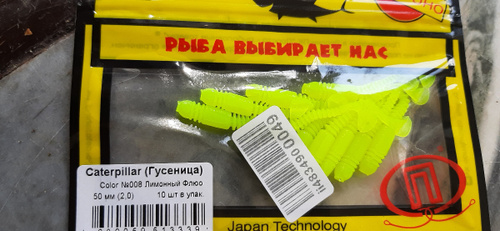 РЫБА ВЫБИРАЕТ НАС
Caterpillar (Гусеница)
Color №008 Лимонный Флюо
50 мм (2,0) 10 шт в упак.
li483490 0049
П
Japan Technology